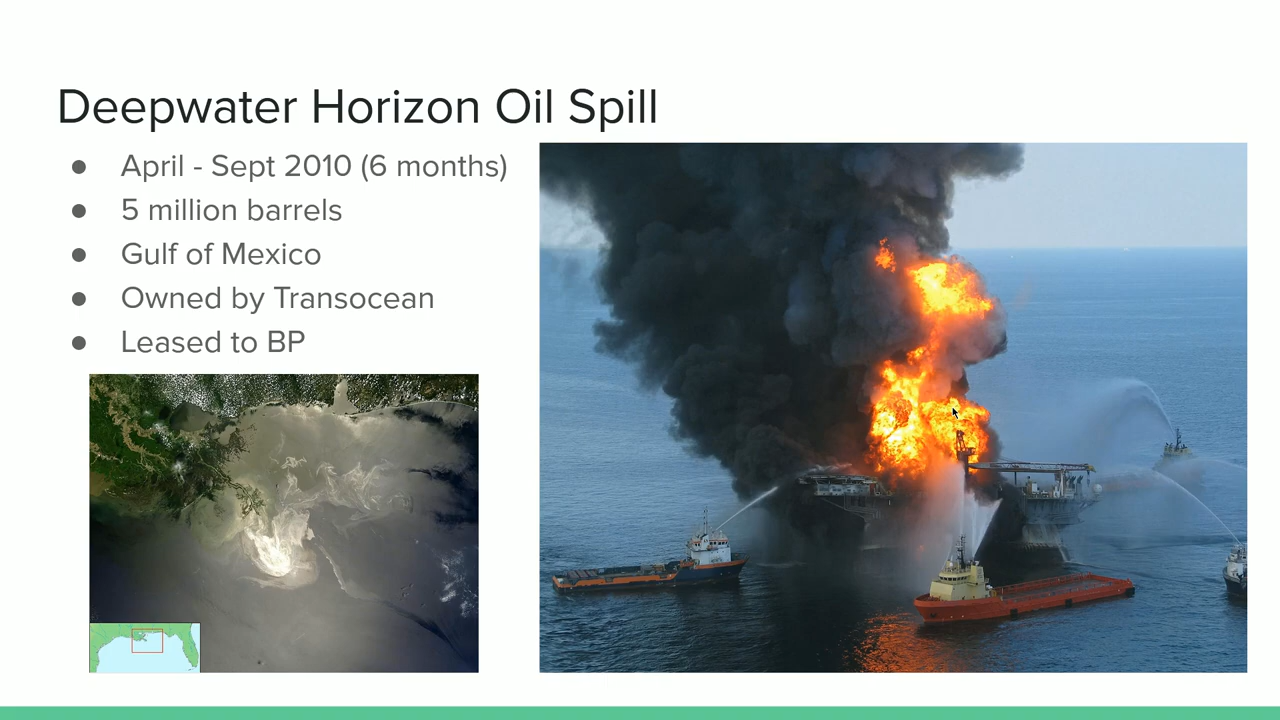 Deepwater Horizon Oil Spill
● April - Sept 2010 (6 months)
● 5 million barrels
● Gulf of Mexico
● Owned by Transocean
● Leased to BP